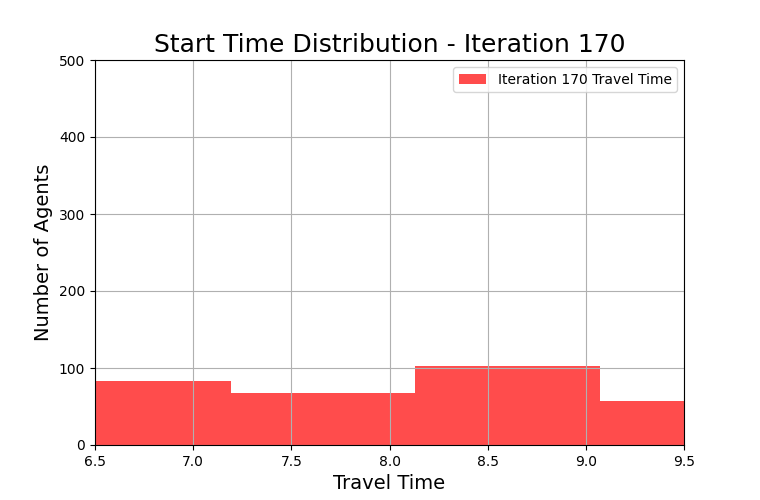 Start Time Distribution - Iteration 170
Iteration 170 Travel Time
Number of Agents
500
400
300
200
100
0
6.5 7.0 7.5 8.0 8.5 9.0 9.5
Travel Time